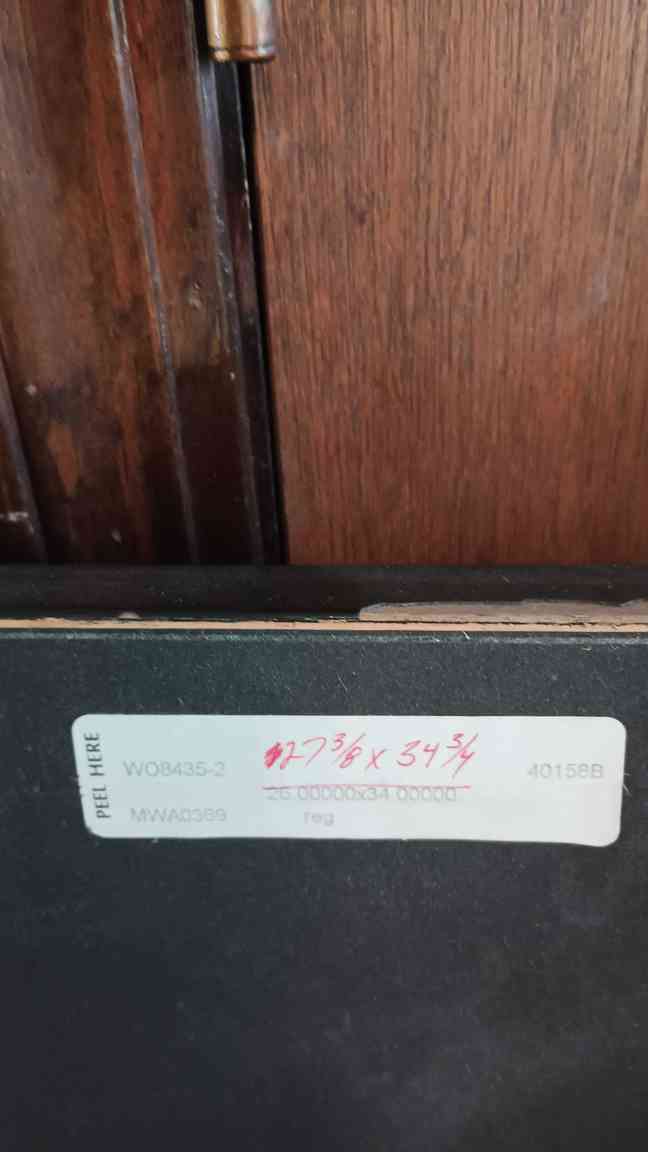 PEEL HERE
27 3/8 x 34 3/4
WO8435-2
40158B
26.00000x34.00000
MWA0369
reg